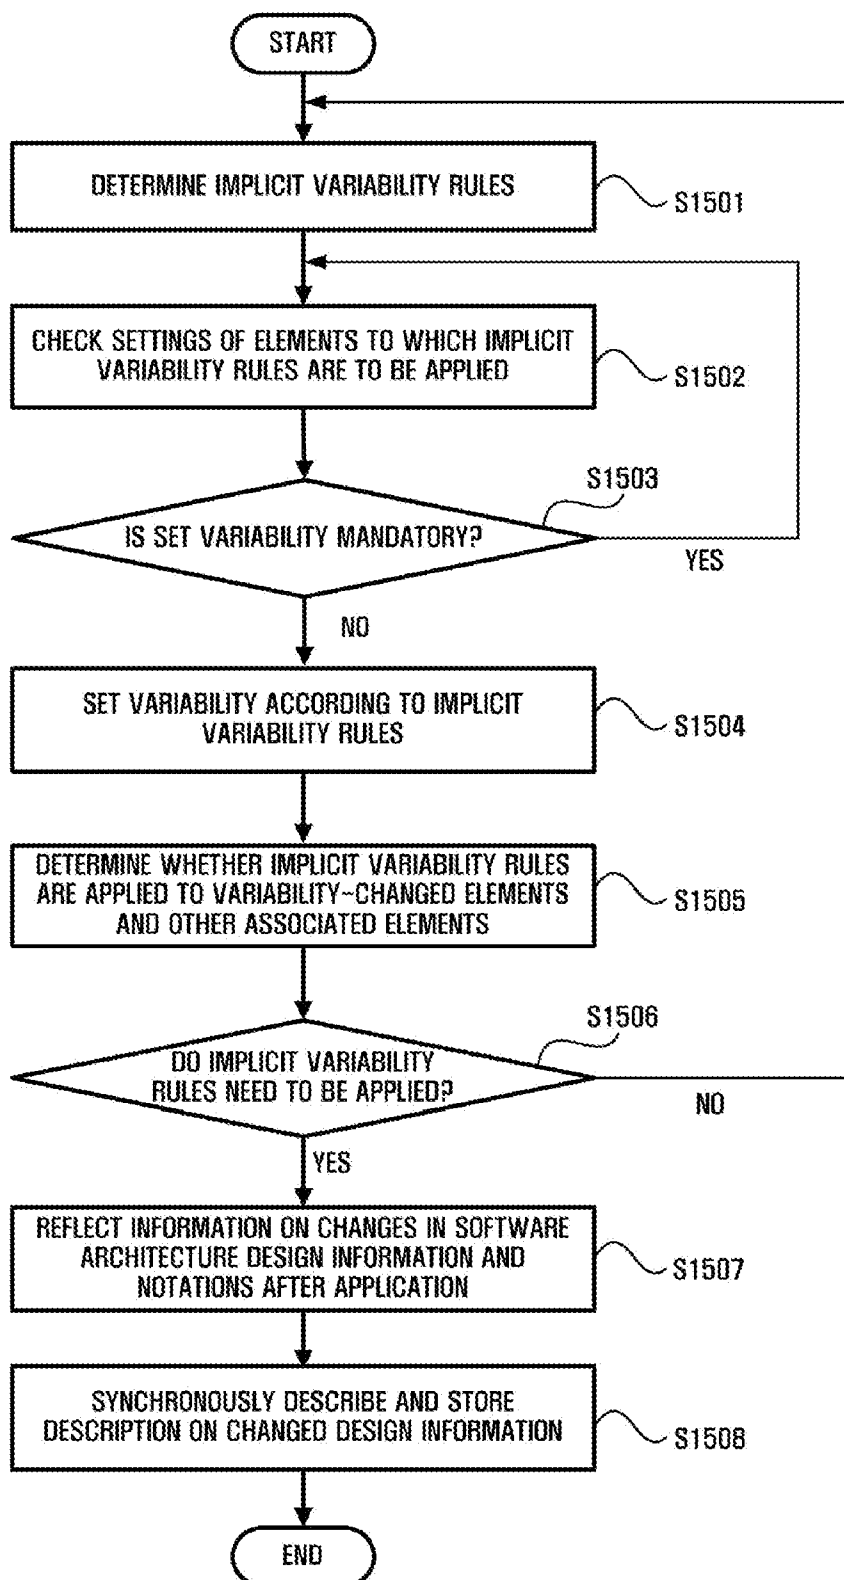 START
DETERMINE IMPLICIT VARIABILITY RULES
S1501
CHECK SETTINGS OF ELEMENTS TO WHICH IMPLICIT
VARIABILITY RULES ARE TO BE APPLIED
S1502
S1503
IS SET VARIABILITY MANDATORY?
YES
NO
SET VARIABILITY ACCORDING TO IMPLICIT
VARIABILITY RULES
S1504
DETERMINE WHETHER IMPLICIT VARIABILITY RULES
ARE APPLIED TO VARIABILITY-CHANGED ELEMENTS
AND OTHER ASSOCIATED ELEMENTS
S1505
S1506
DO IMPLICIT VARIABILITY
RULES NEED TO BE APPLIED?
NO
YES
REFLECT INFORMATION ON CHANGES IN SOFTWARE
ARCHITECTURE DESIGN INFORMATION AND
NOTATIONS AFTER APPLICATION
S1507
SYNCHRONOUSLY DESCRIBE AND STORE
DESCRIPTION ON CHANGED DESIGN INFORMATION
S1508
END